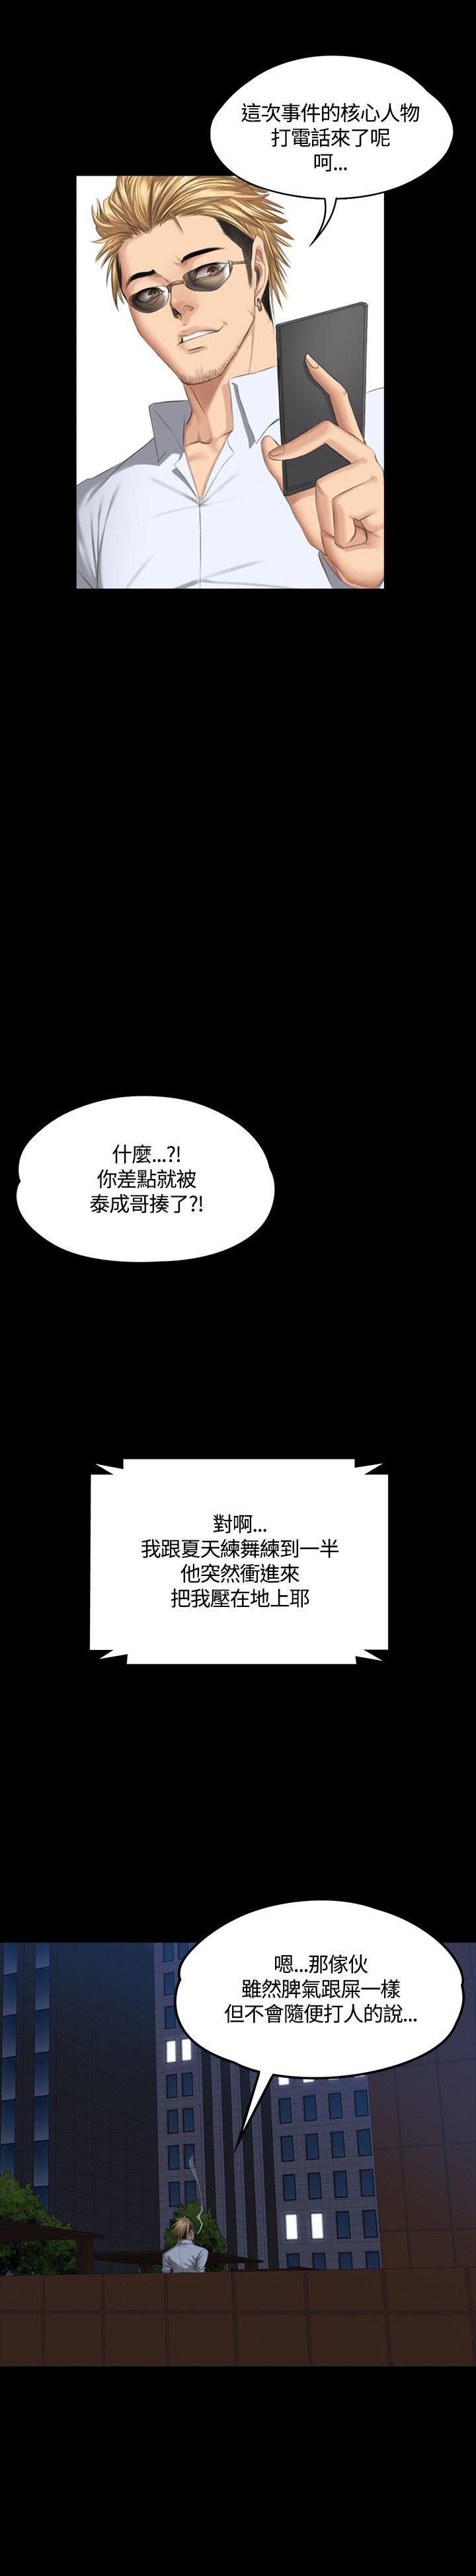 這次事件的核心人物
打電話來了呢
呵...
什麼...?!
你差點就被
泰成哥揍了?!
對啊...
我跟夏天練舞練到一半
他突然衝進來
把我壓在地上耶
嗯...那傢伙
雖然脾氣跟屎一樣
但不會隨便打人的說...